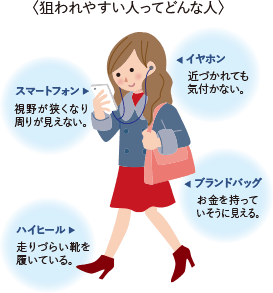 〈狙われやすい人ってどんな人〉
イヤホン
近づかれても
気付かない。
スマートフォン
視野が狭くなり
周りが見えない。
ブランドバッグ
お金を持って
いそうに見える。
ハイヒール
走りづらい靴を
履いている。